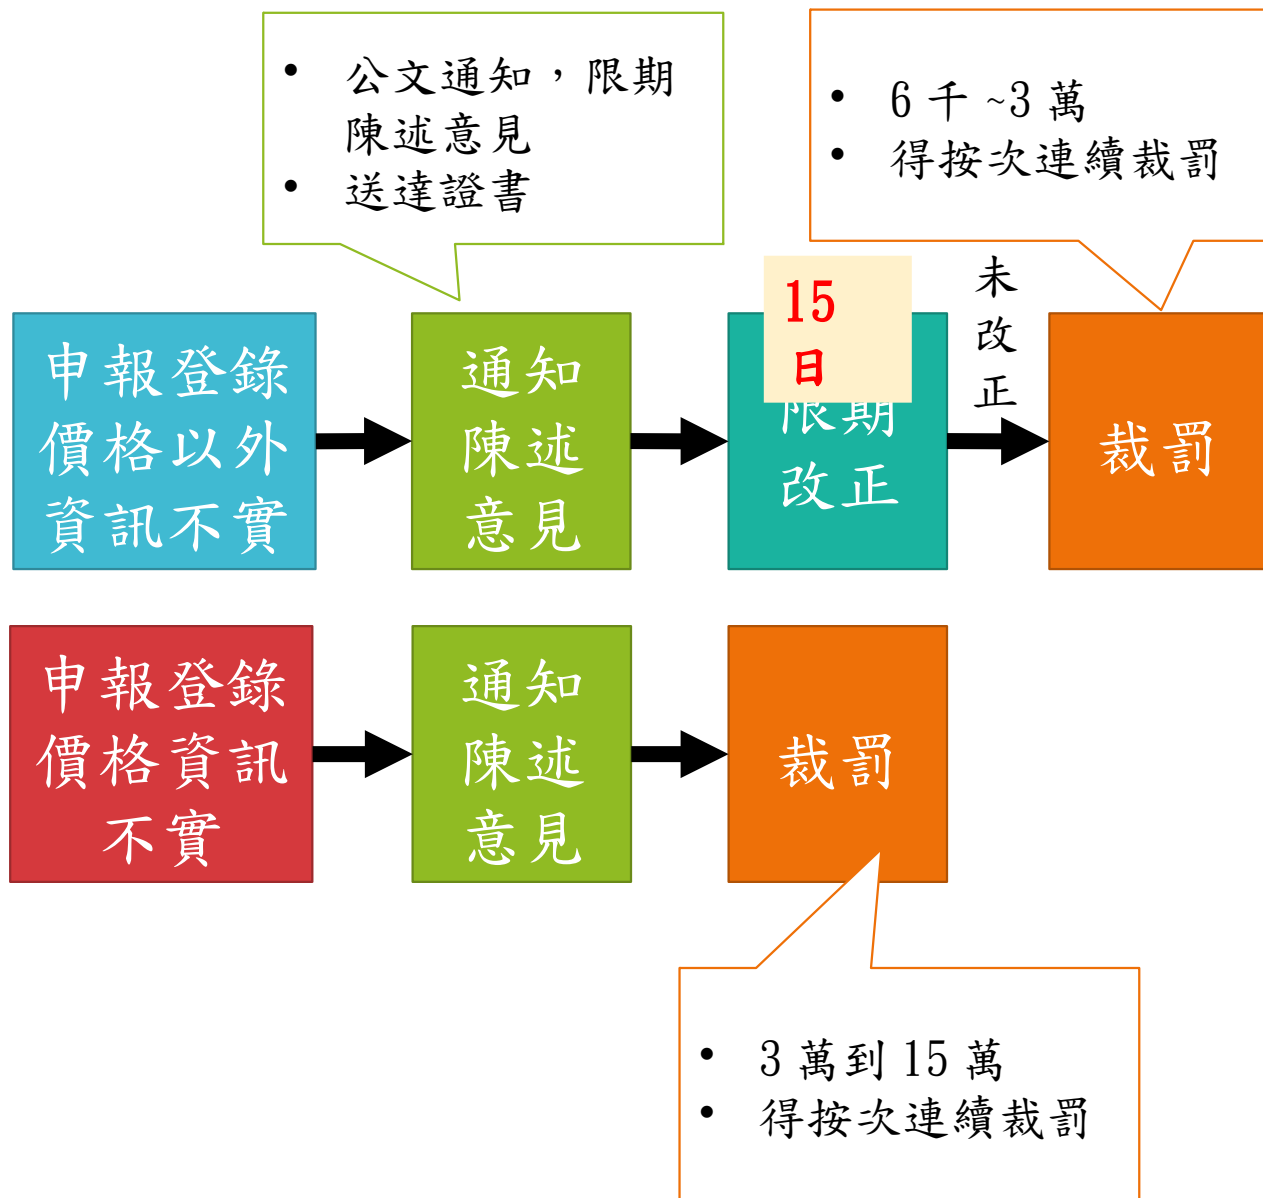 • 公文通知，限期
陳述意見
• 送達證書
• 6千~3萬
• 得按次連續裁罰
申報登錄
價格以外
資訊不實
通知
陳述
意見
15
日
限期
改正
未
改
正
裁罰
申報登錄
價格資訊
不實
通知
陳述
意見
裁罰
• 3萬到15萬
• 得按次連續裁罰